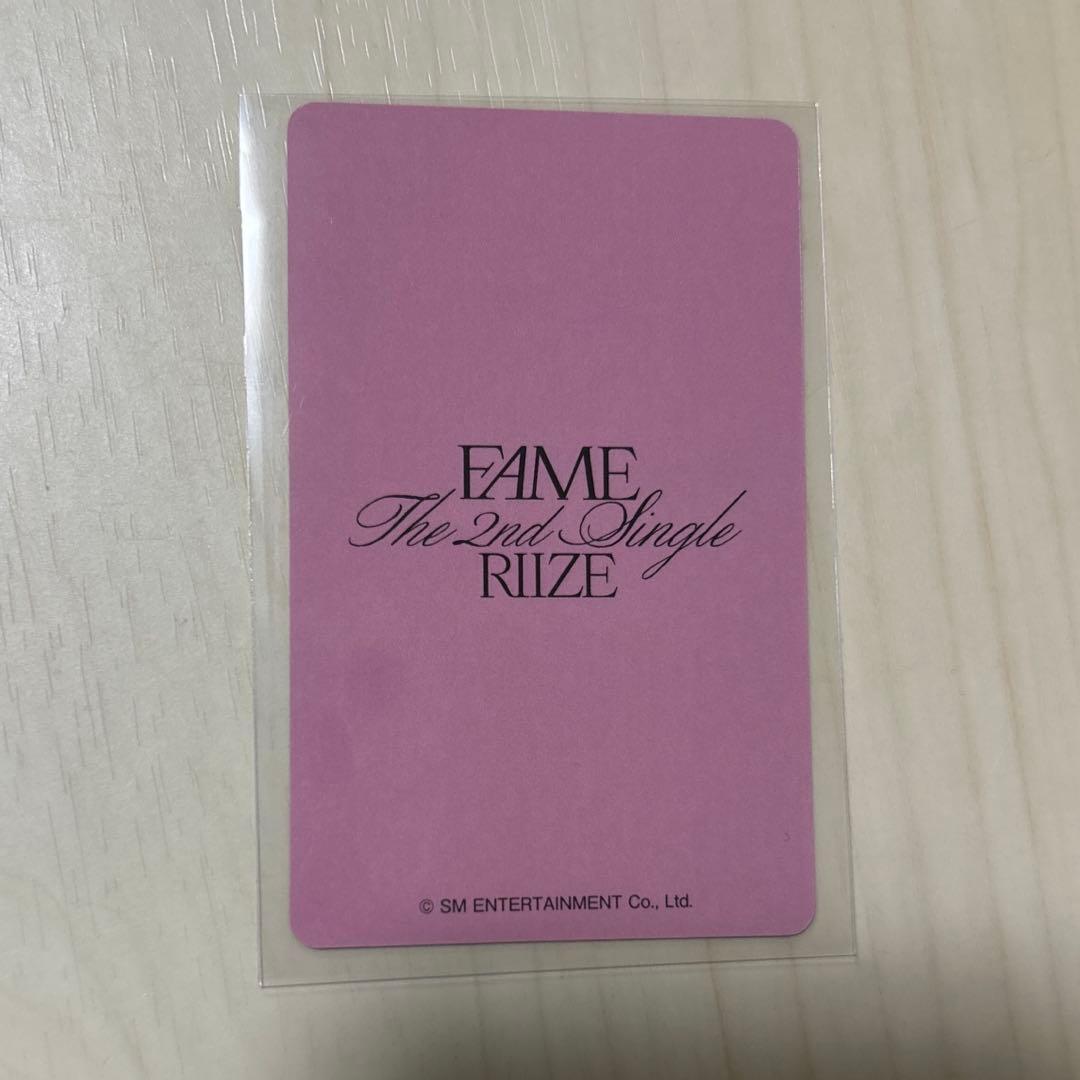 FAME
The 2nd Single
RIIZE
© SM ENTERTAINMENT Co., Ltd.